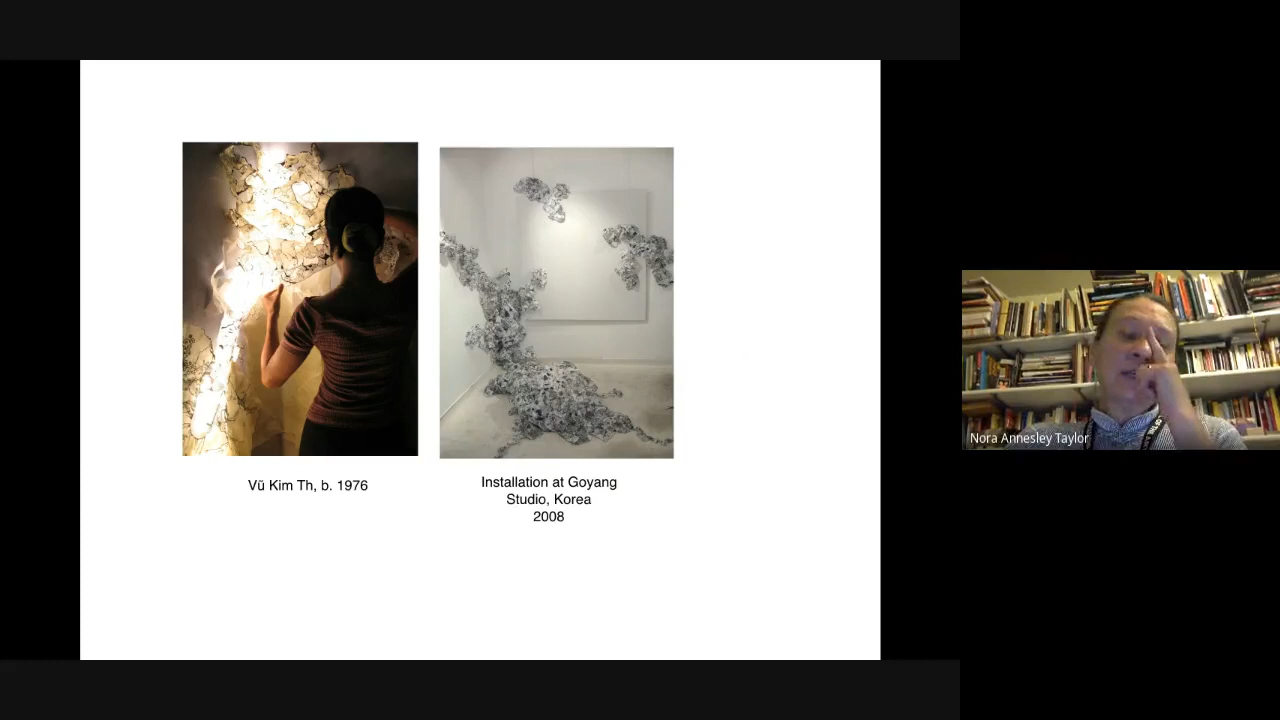 Vũ Kim Th, b. 1976
Installation at Goyang
Studio, Korea
2008
Nora Annesley Taylor